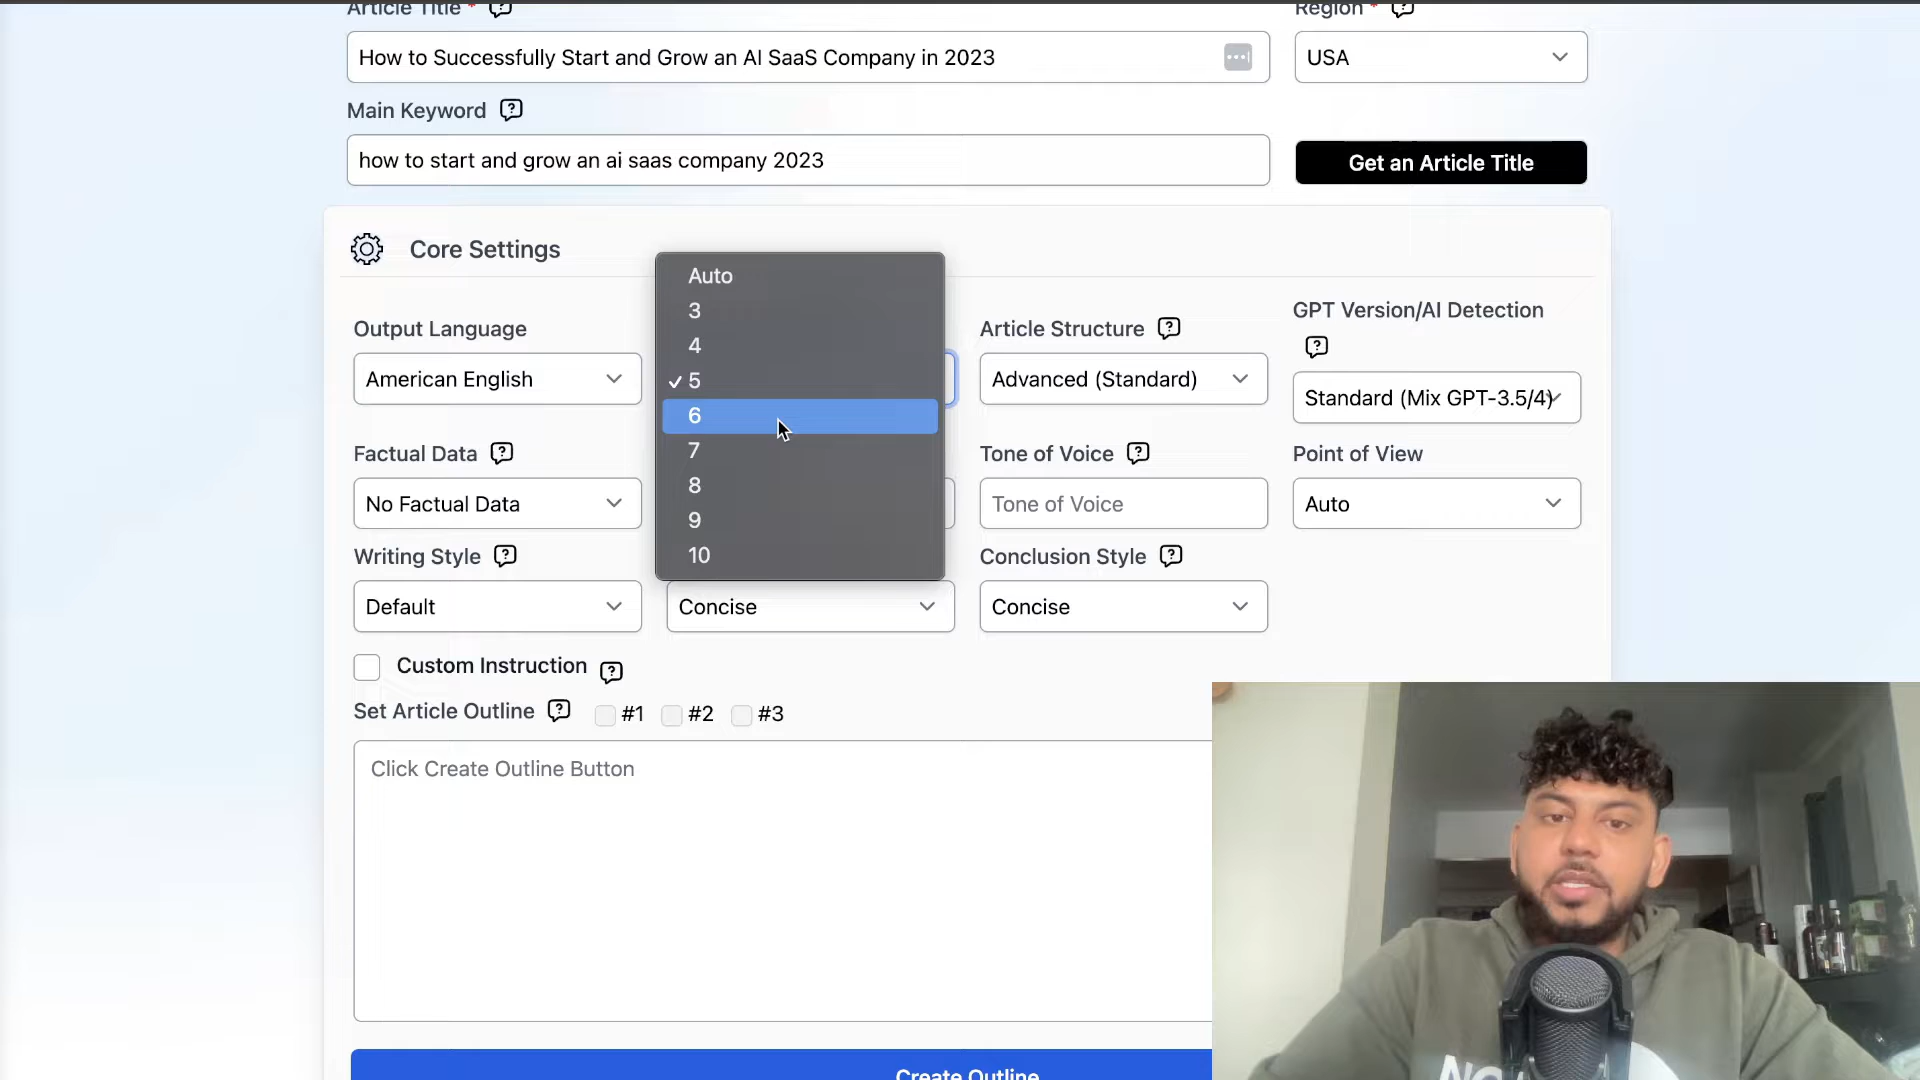 Article Title *
Region *
How to Successfully Start and Grow an AI SaaS Company in 2023
USA
Main Keyword
how to start and grow an ai saas company 2023
Get an Article Title
Core Settings
Auto
3
4
5
6
7
8
9
10
Output Language
American English
Article Structure
Advanced (Standard)
GPT Version/AI Detection
Standard (Mix GPT-3.5/4)
Factual Data
No Factual Data
Tone of Voice
Tone of Voice
Point of View
Auto
Writing Style
Default
Concise
Conclusion Style
Concise
Custom Instruction
Set Article Outline #1 #2 #3
Click Create Outline Button
Create Outline